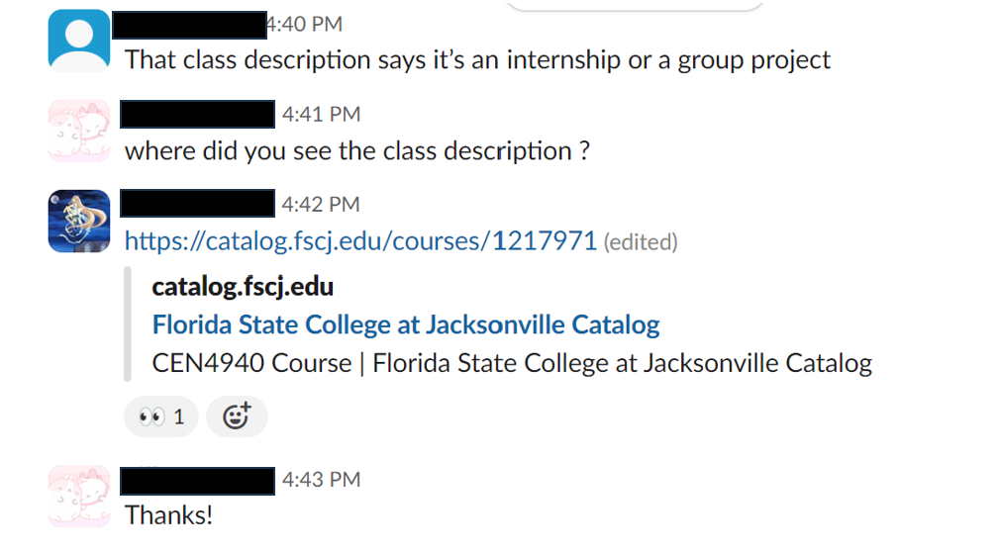 4:40 PM
That class description says it’s an internship or a group project
4:41 PM
where did you see the class description ?
4:42 PM
https://catalog.fscj.edu/courses/1217971 (edited)
catalog.fscj.edu
Florida State College at Jacksonville Catalog
CEN4940 Course | Florida State College at Jacksonville Catalog
1
4:43 PM
Thanks!